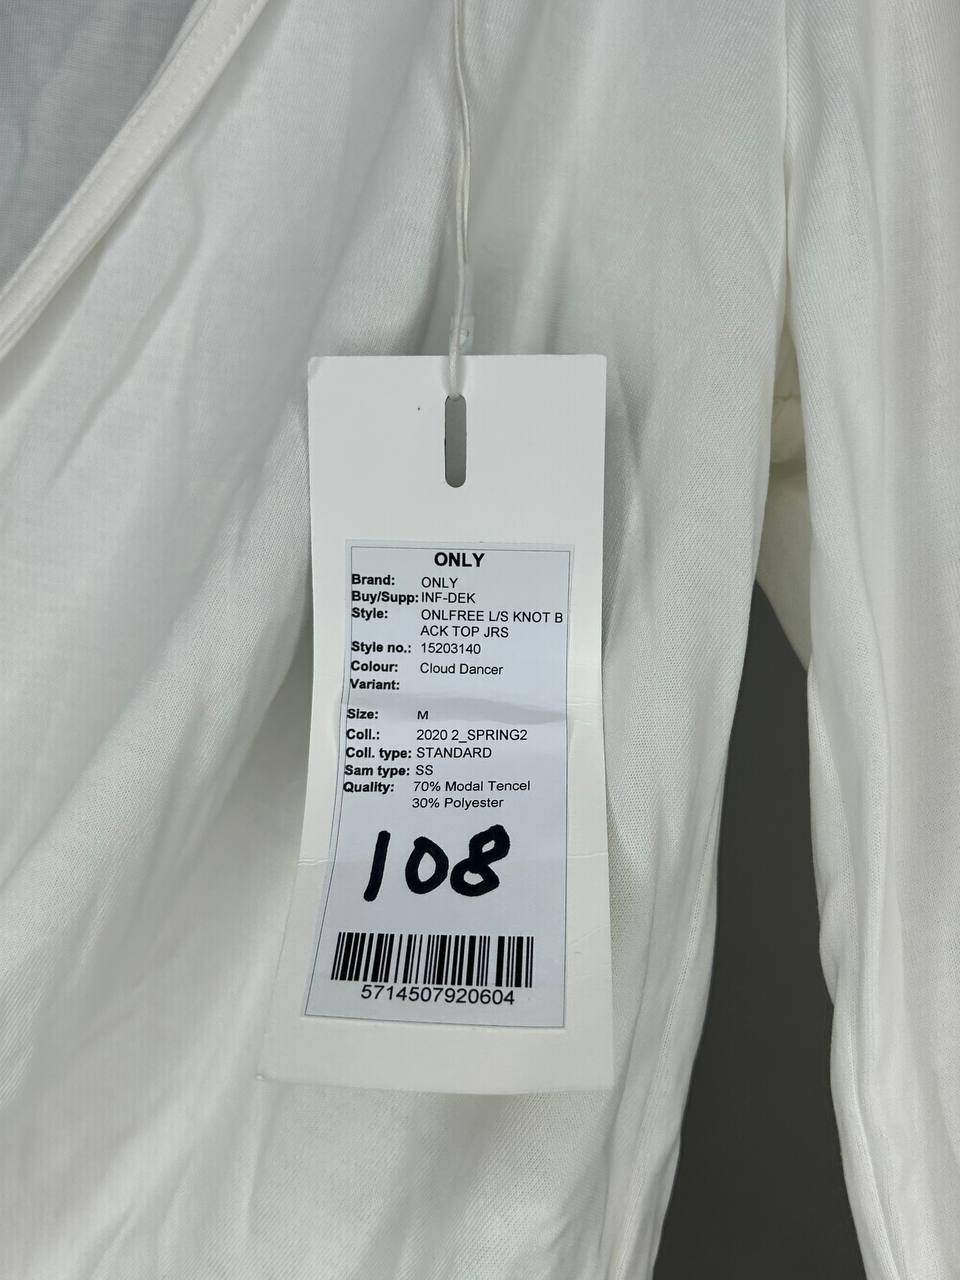 ONLY
Brand: ONLY
Buy/Supp: INF-DEK
Style: ONLFREE L/S KNOT B
ACK TOP JRS
Style no.: 15203140
Colour: Cloud Dancer
Variant:
Size: M
Coll.: 2020 2_SPRING2
Coll. type: STANDARD
Sam type: SS
Quality: 70% Modal Tencel
30% Polyester
108
5714507920604